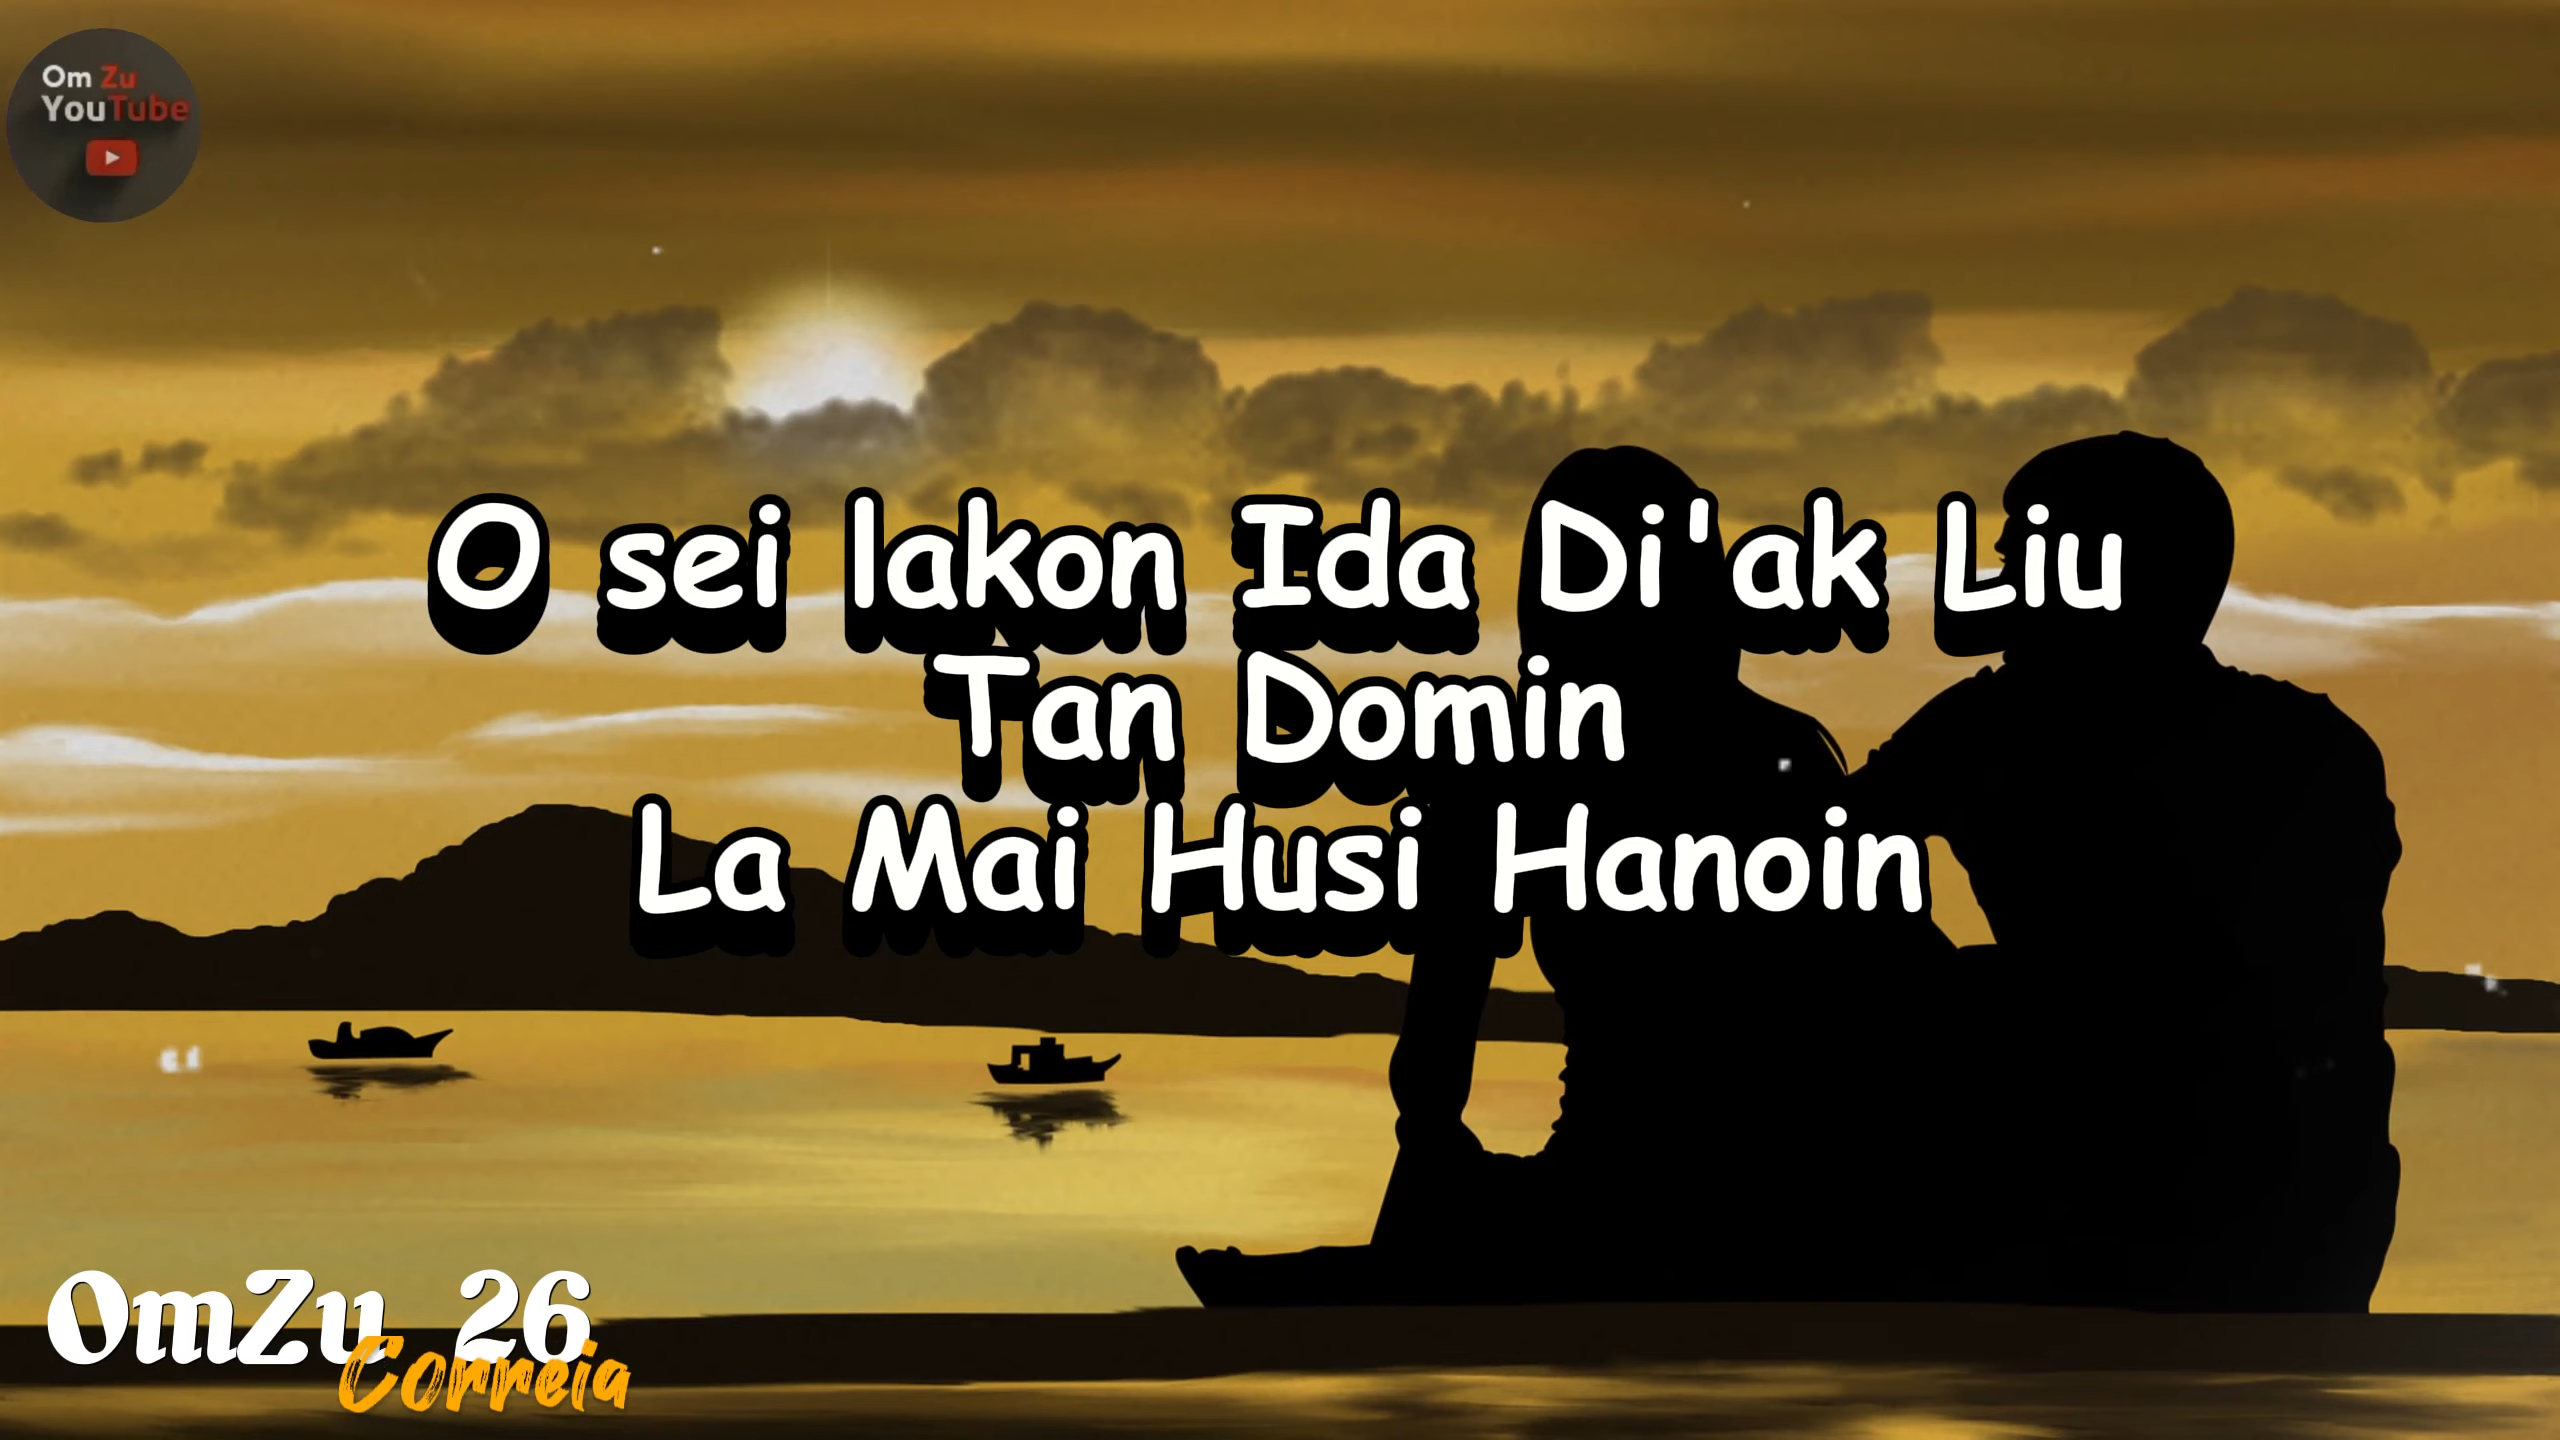 Om Zu
YouTube
O sei lakon Ida Di'ak Liu
Tan Domin
La Mai Husi Hanoin
OmZu 26
Correia